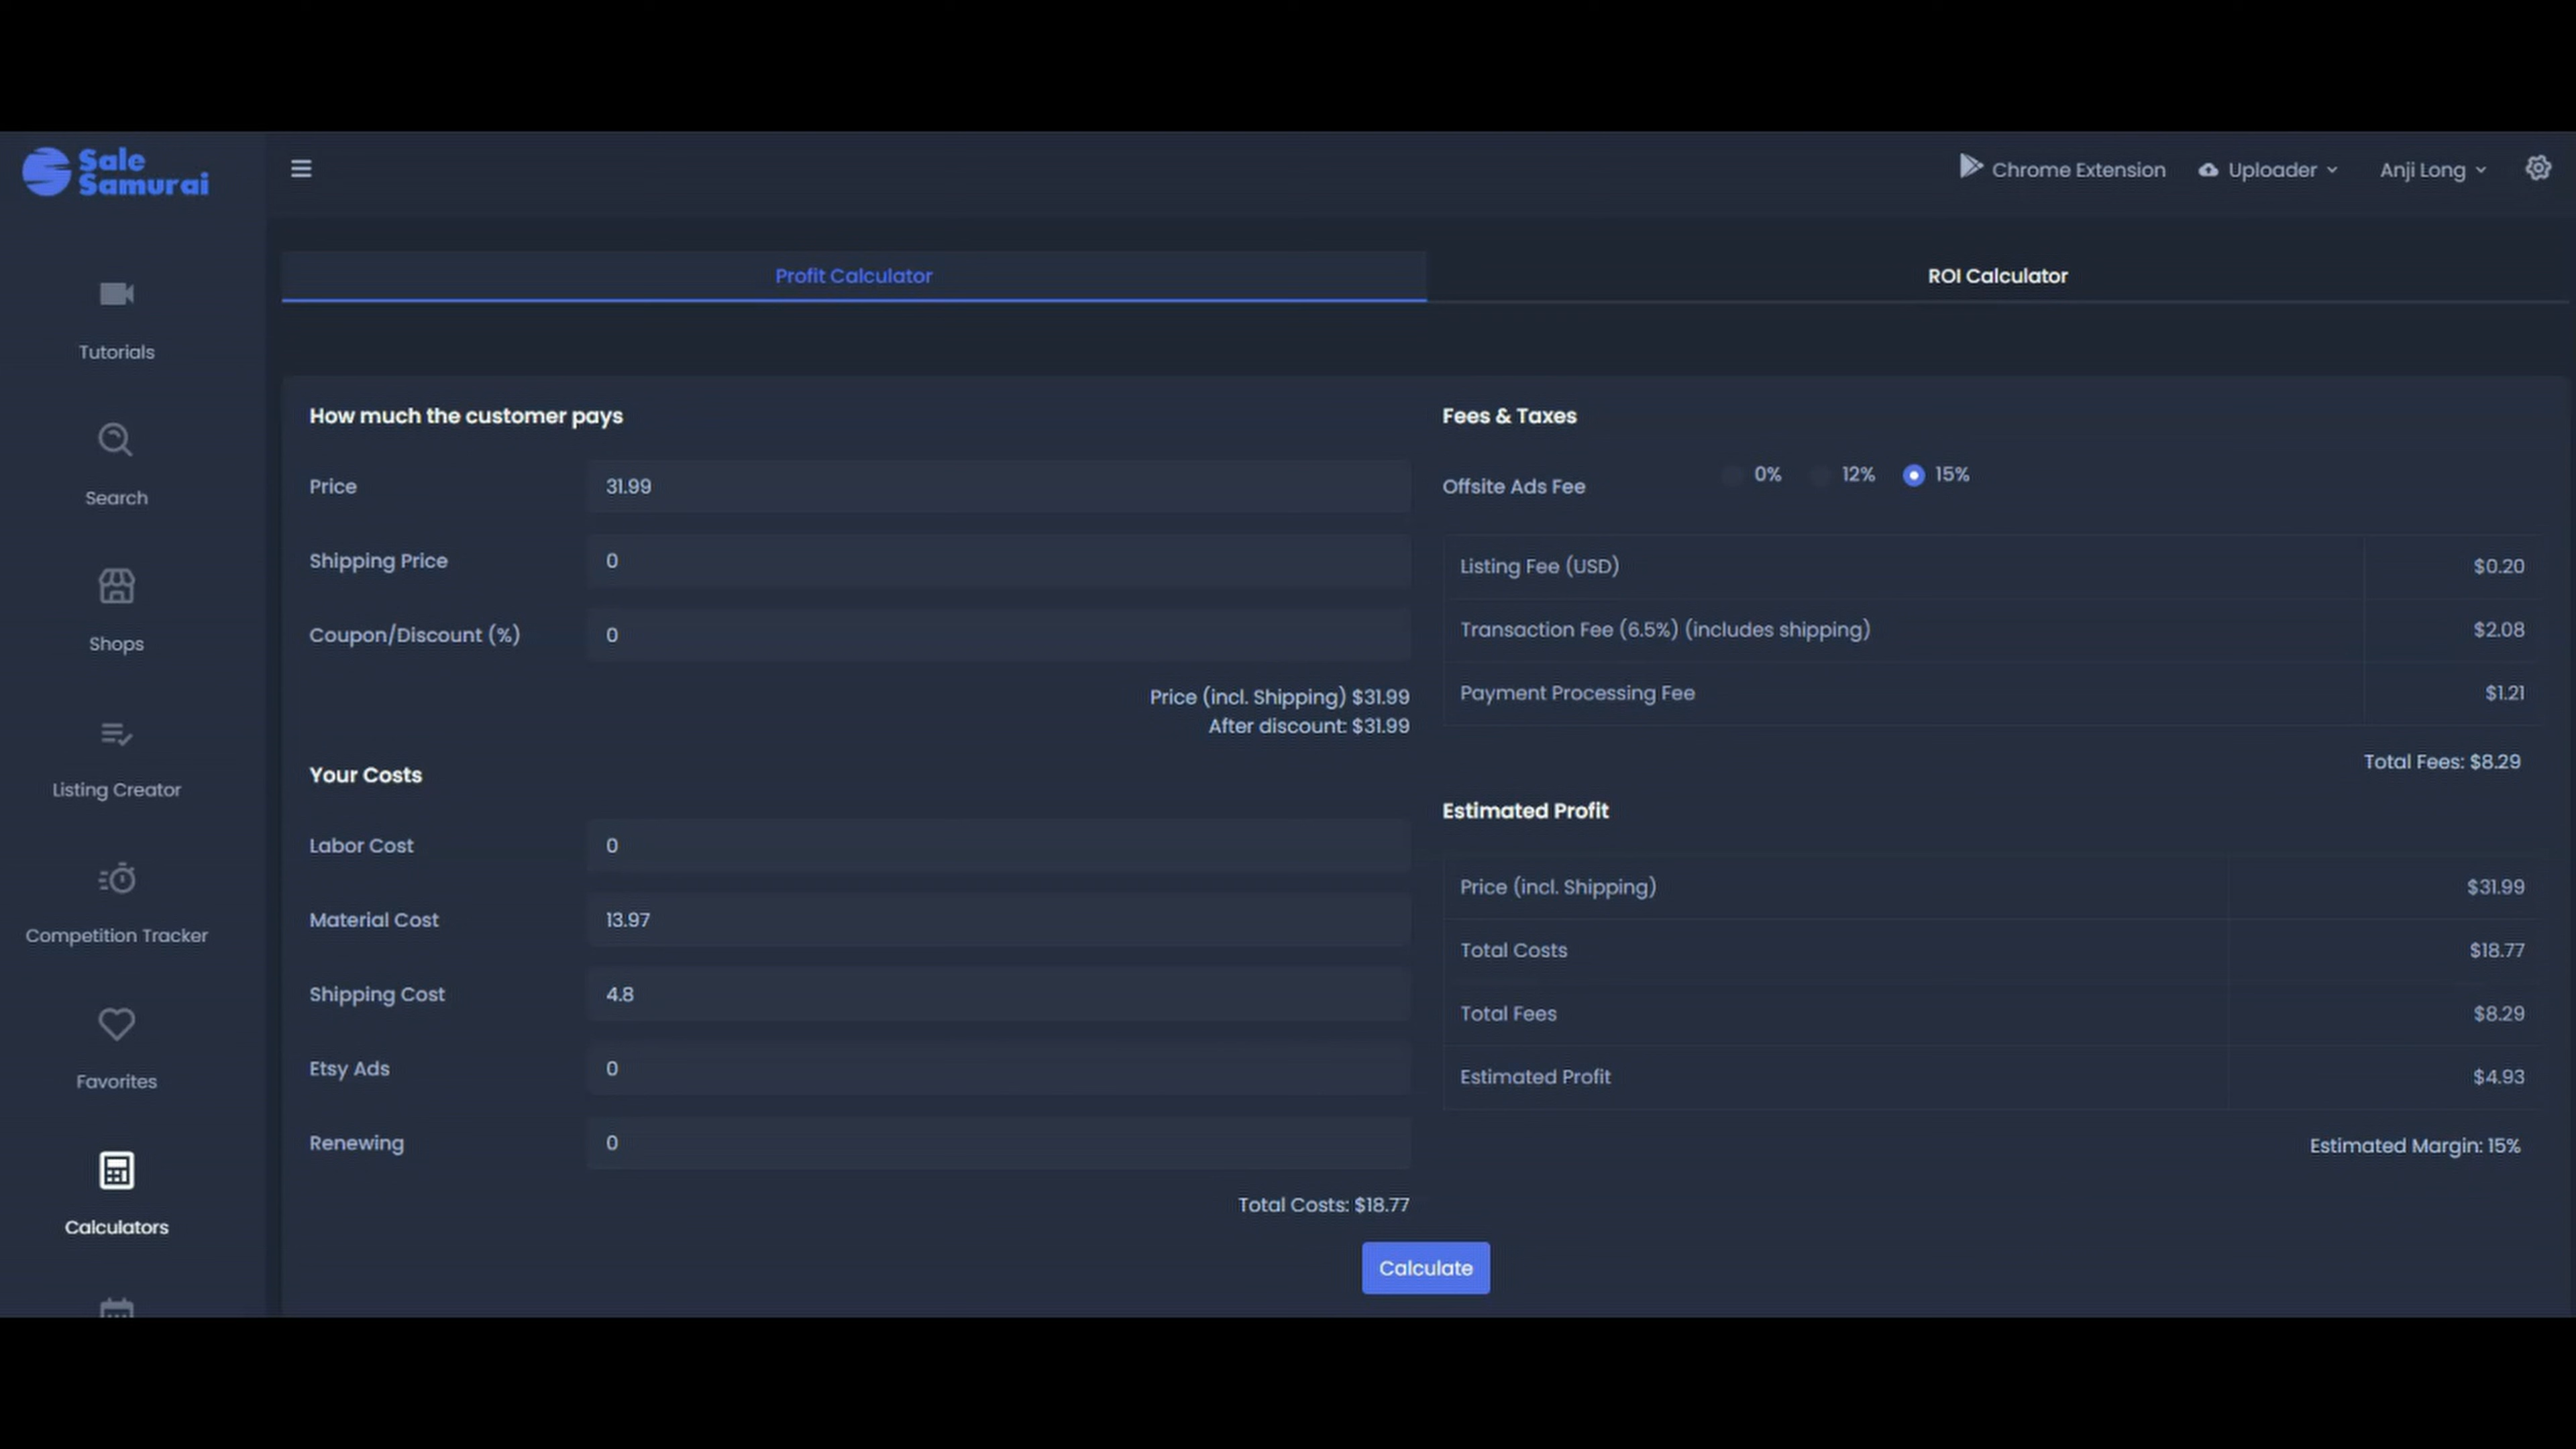 Sale
Samurai
Chrome Extension
Uploader
Anji Long
Tutorials
Search
Shops
Listing Creator
Competition Tracker
Favorites
Calculators
Profit Calculator
ROI Calculator
How much the customer pays
Price 31.99
Shipping Price 0
Coupon/Discount (%) 0
Price (incl. Shipping) $31.99
After discount: $31.99
Your Costs
Labor Cost 0
Material Cost 13.97
Shipping Cost 4.8
Etsy Ads 0
Renewing 0
Total Costs: $18.77
Fees & Taxes
Offsite Ads Fee 0% 12% 15%
Listing Fee (USD) $0.20
Transaction Fee (6.5%) (includes shipping) $2.08
Payment Processing Fee $1.21
Total Fees: $8.29
Estimated Profit
Price (incl. Shipping) $31.99
Total Costs $18.77
Total Fees $8.29
Estimated Profit $4.93
Estimated Margin: 15%
Calculate